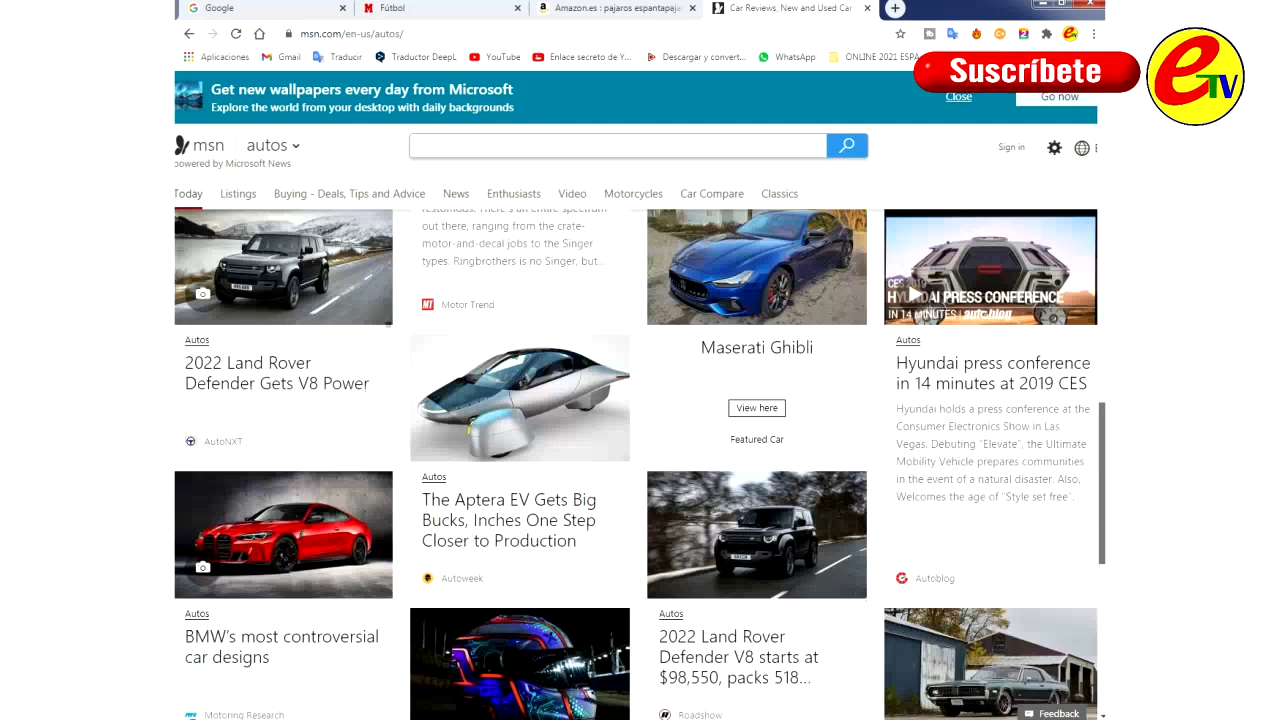 Google
Fútbol
Amazon.es : pajaros espantapaja
Car Reviews, New and Used Car
msn.com/en-us/autos/
Aplicaciones
Gmail
Traducir
Traductor DeepL
YouTube
Enlace secreto de Y...
Descargar y convert...
WhatsApp
ONLINE 2021 ESPA
Suscríbete
e TV
Get new wallpapers every day from Microsoft
Explore the world from your desktop with daily backgrounds
Close
Go now
msn
autos
powered by Microsoft News
Sign in
Today
Listings
Buying - Deals, Tips and Advice
News
Enthusiasts
Video
Motorcycles
Car Compare
Classics
Autos
2022 Land Rover
Defender Gets V8 Power
AutoNXT
out there, ranging from the crate-
motor-and-decal jobs to the Singer
types. Ringbrothers is no Singer, but...
Motor Trend
Maserati Ghibli
View here
Featured Car
CES 2019
HYUNDAI PRESS CONFERENCE
IN 14 MINUTES | autoblog
Autos
Hyundai press conference
in 14 minutes at 2019 CES
Hyundai holds a press conference at the
Consumer Electronics Show in Las
Vegas. Debuting "Elevate", the Ultimate
Mobility Vehicle prepares communities
in the event of a natural disaster. Also,
Welcomes the age of "Style set free".
Autoblog
Autos
The Aptera EV Gets Big
Bucks, Inches One Step
Closer to Production
Autoweek
Autos
BMW's most controversial
car designs
Motoring Research
Autos
2022 Land Rover
Defender V8 starts at
$98,550, packs 518...
Roadshow
Feedback